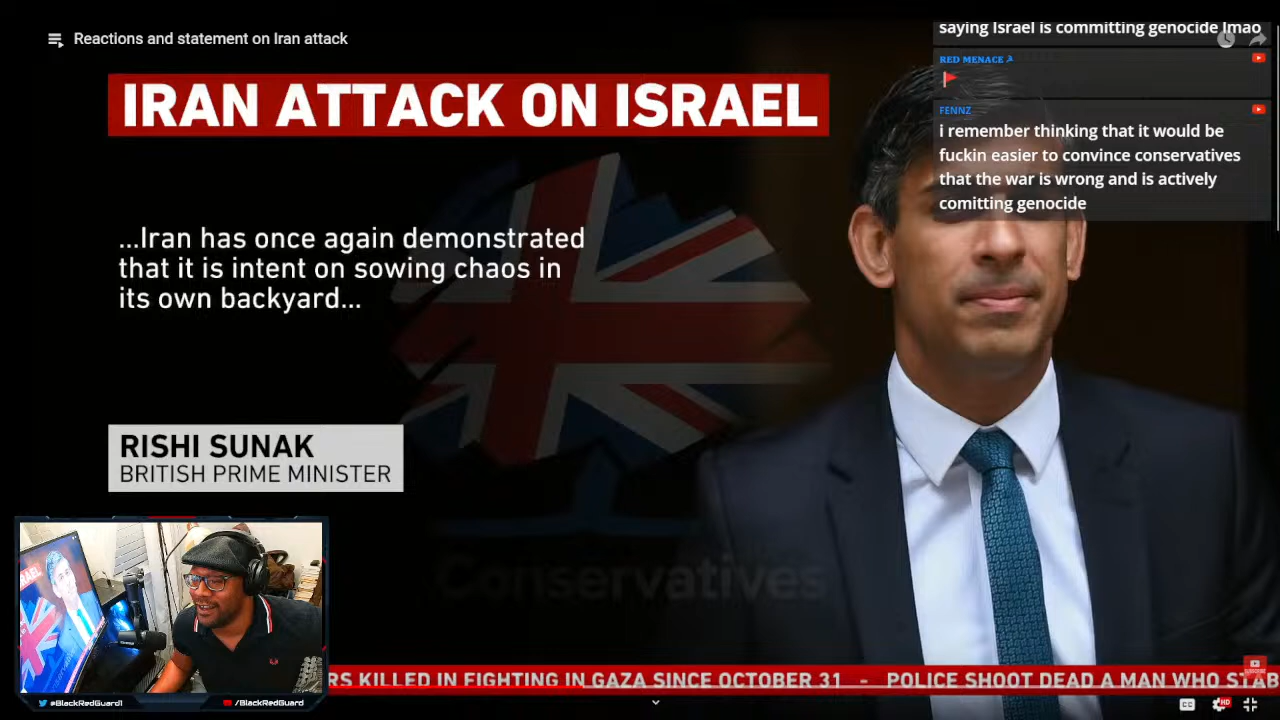 Reactions and statement on Iran attack
IRAN ATTACK ON ISRAEL
...Iran has once again demonstrated
that it is intent on sowing chaos in
its own backyard...
RISHI SUNAK
BRITISH PRIME MINISTER
Conservatives
saying Israel is committing genocide lmao
RED MENACE
FENNZ
i remember thinking that it would be
fuckin easier to convince conservatives
that the war is wrong and is actively
comitting genocide
@BlackRedGuard1
/BlackRedGuard
RS KILLED IN FIGHTING IN GAZA SINCE OCTOBER 31 - POLICE SHOOT DEAD A MAN WHO STAB
CC
HD